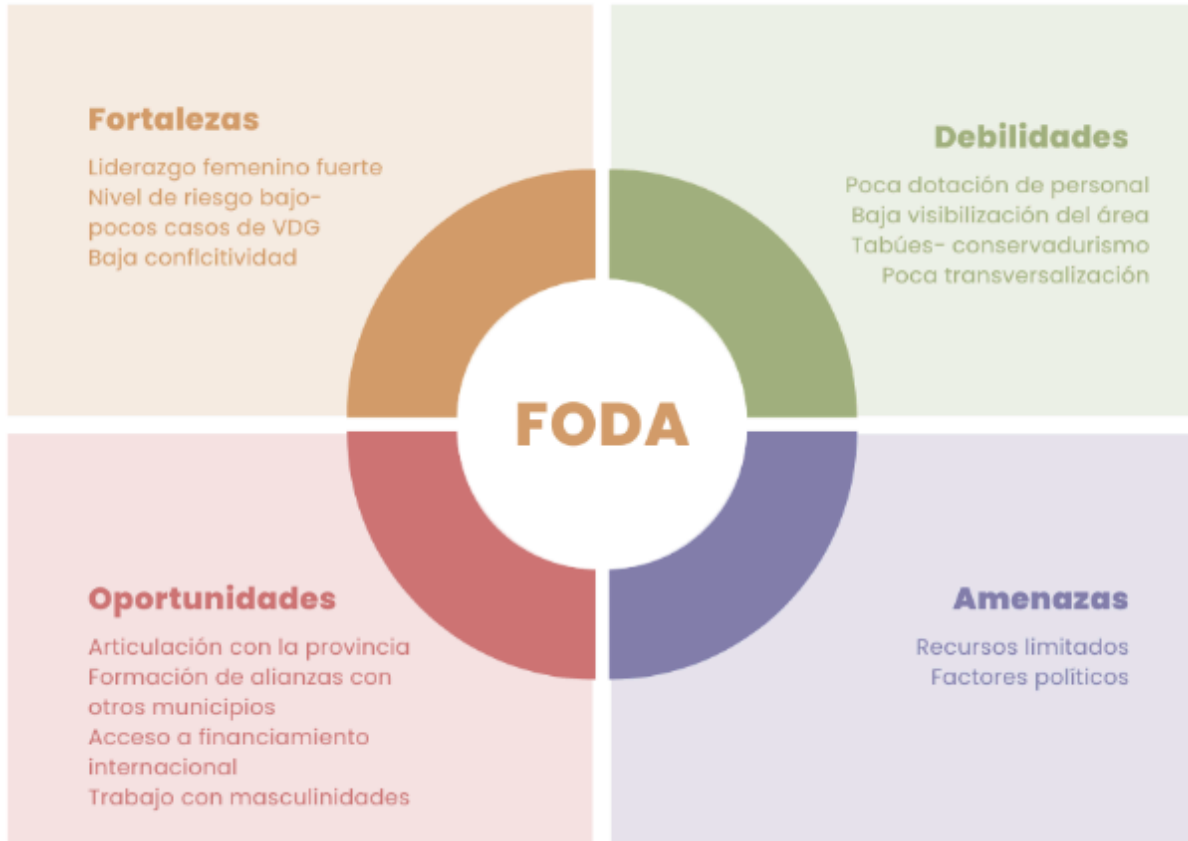 Fortalezas
Liderazgo femenino fuerte
Nivel de riesgo bajo-
pocos casos de VDG
Baja conflcitividad
Debilidades
Poca dotación de personal
Baja visibilización del área
Tabúes- conservadurismo
Poca transversalización
FODA
Oportunidades
Articulación con la provincia
Formación de alianzas con
otros municipios
Acceso a financiamiento
internacional
Trabajo con masculinidades
Amenazas
Recursos limitados
Factores políticos